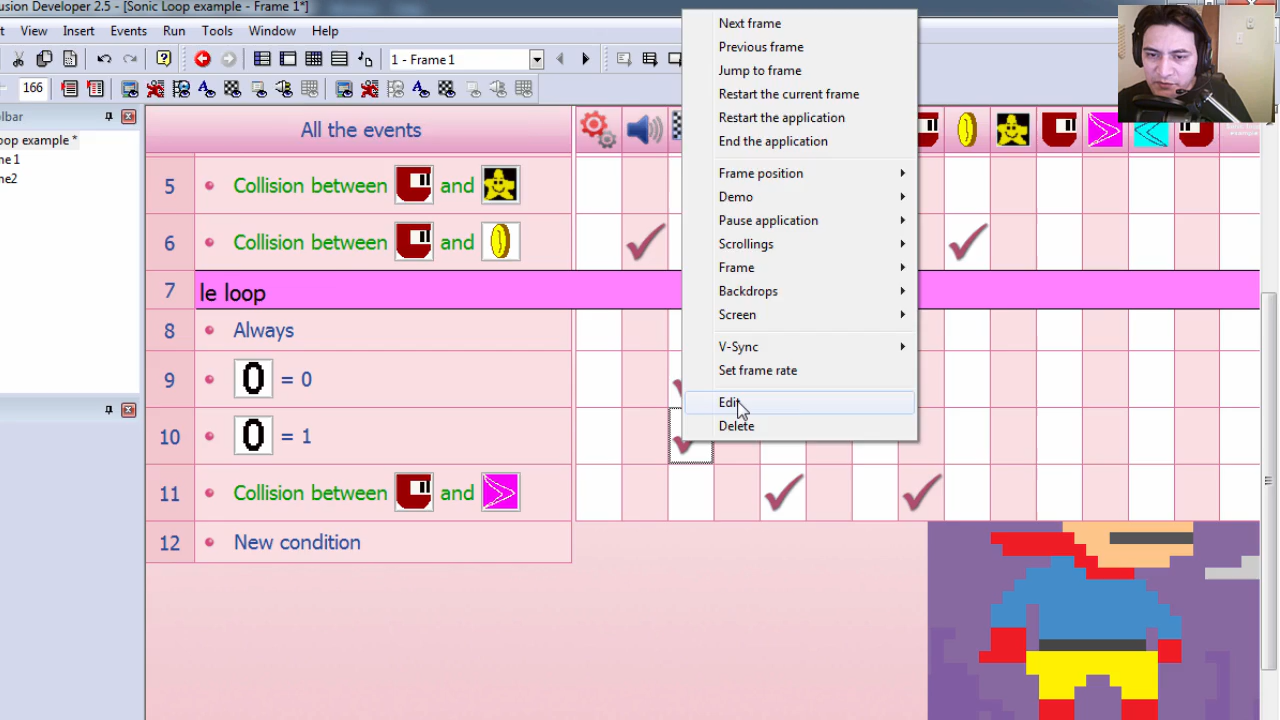 usion Developer 2.5 - [Sonic Loop example - Frame 1*]
t View Insert Events Run Tools Window Help
1 - Frame 1
166
lbar
oop example *
ne 1
ne2
All the events
5 Collision between and
6 Collision between and
7 le loop
8 Always
9 0 = 0
10 0 = 1
11 Collision between and
12 New condition
Next frame
Previous frame
Jump to frame
Restart the current frame
Restart the application
End the application
Frame position
Demo
Pause application
Scrollings
Frame
Backdrops
Screen
V-Sync
Set frame rate
Edit
Delete